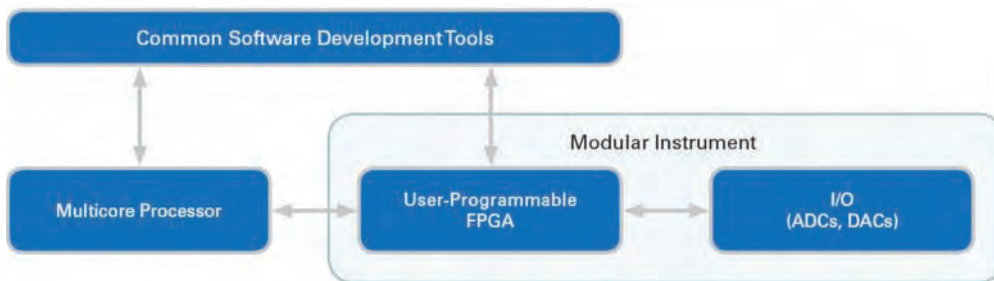 Common Software Development Tools
Modular Instrument
Multicore Processor
User-Programmable
FPGA
I/O
(ADCs, DACs)